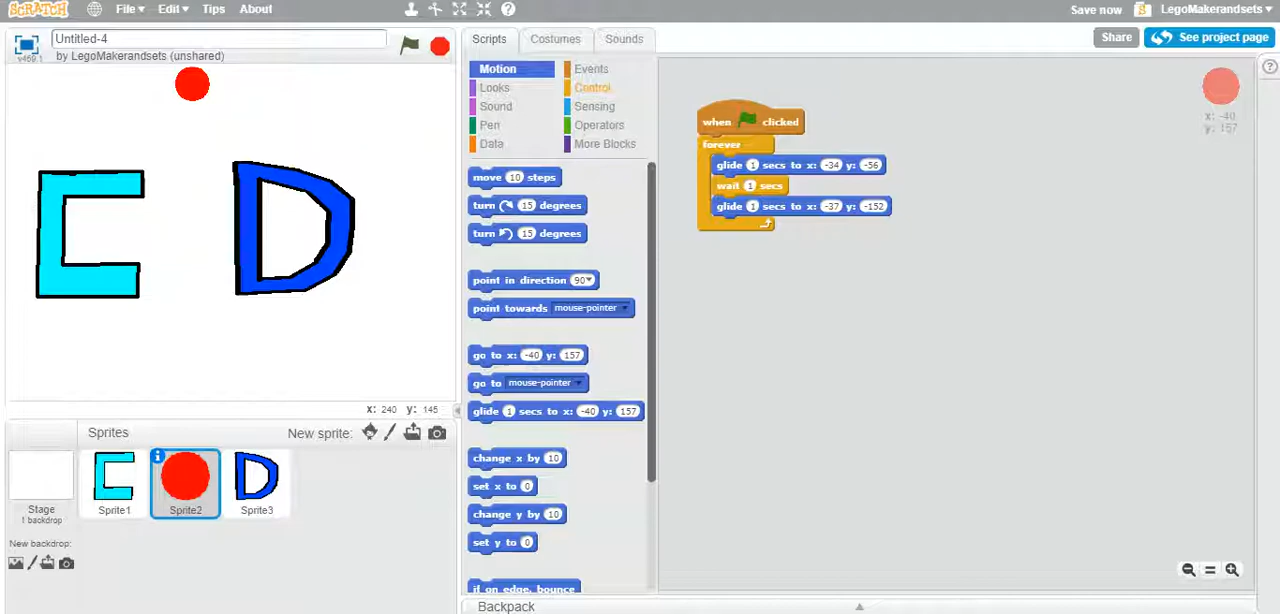 SCRATCH File▾ Edit▾ Tips About Save now S LegoMakerandsets▾
Untitled-4
by LegoMakerandsets (unshared)
v459.1
Scripts Costumes Sounds
Share See project page
Motion Events
Looks Control
Sound Sensing
Pen Operators
Data More Blocks
move 10 steps
turn 15 degrees
turn 15 degrees
point in direction 90▾
point towards mouse-pointer
go to x: -40 y: 157
go to mouse-pointer
glide 1 secs to x: -40 y: 157
change x by 10
set x to 0
change y by 10
set y to 0
if on edge, bounce
when clicked
forever
glide 1 secs to x: -34 y: -56
wait 1 secs
glide 1 secs to x: -37 y: -152
x: -40
y: 157
C D
x: 240 y: 145
Sprites New sprite:
Stage
1 backdrop
New backdrop:
Sprite1 Sprite2 Sprite3
Backpack